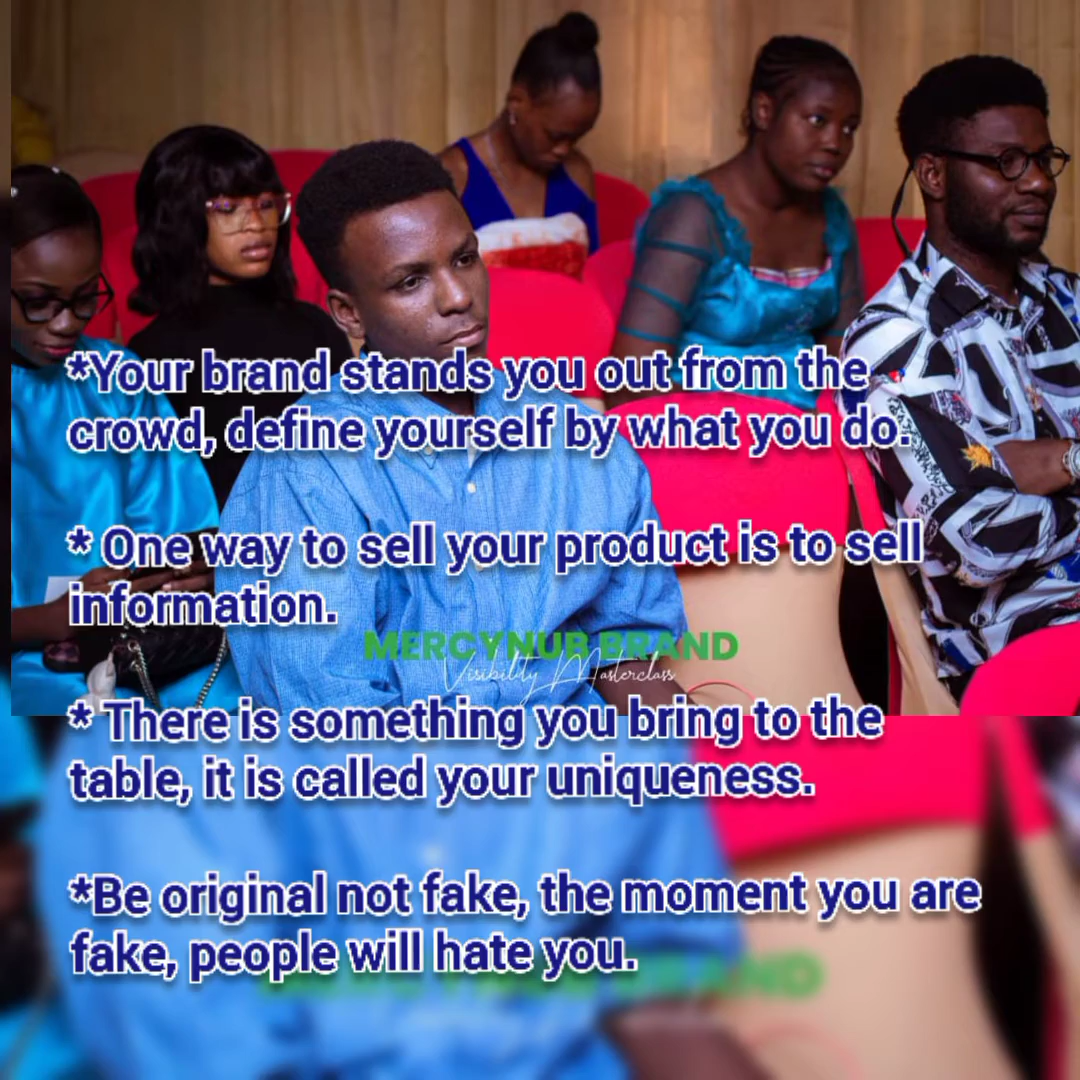 *Your brand stands you out from the
crowd, define yourself by what you do.
* One way to sell your product is to sell
information.
MERCYNUB BRAND
Visibility Masterclass
* There is something you bring to the
table, it is called your uniqueness.
*Be original not fake, the moment you are
fake, people will hate you.